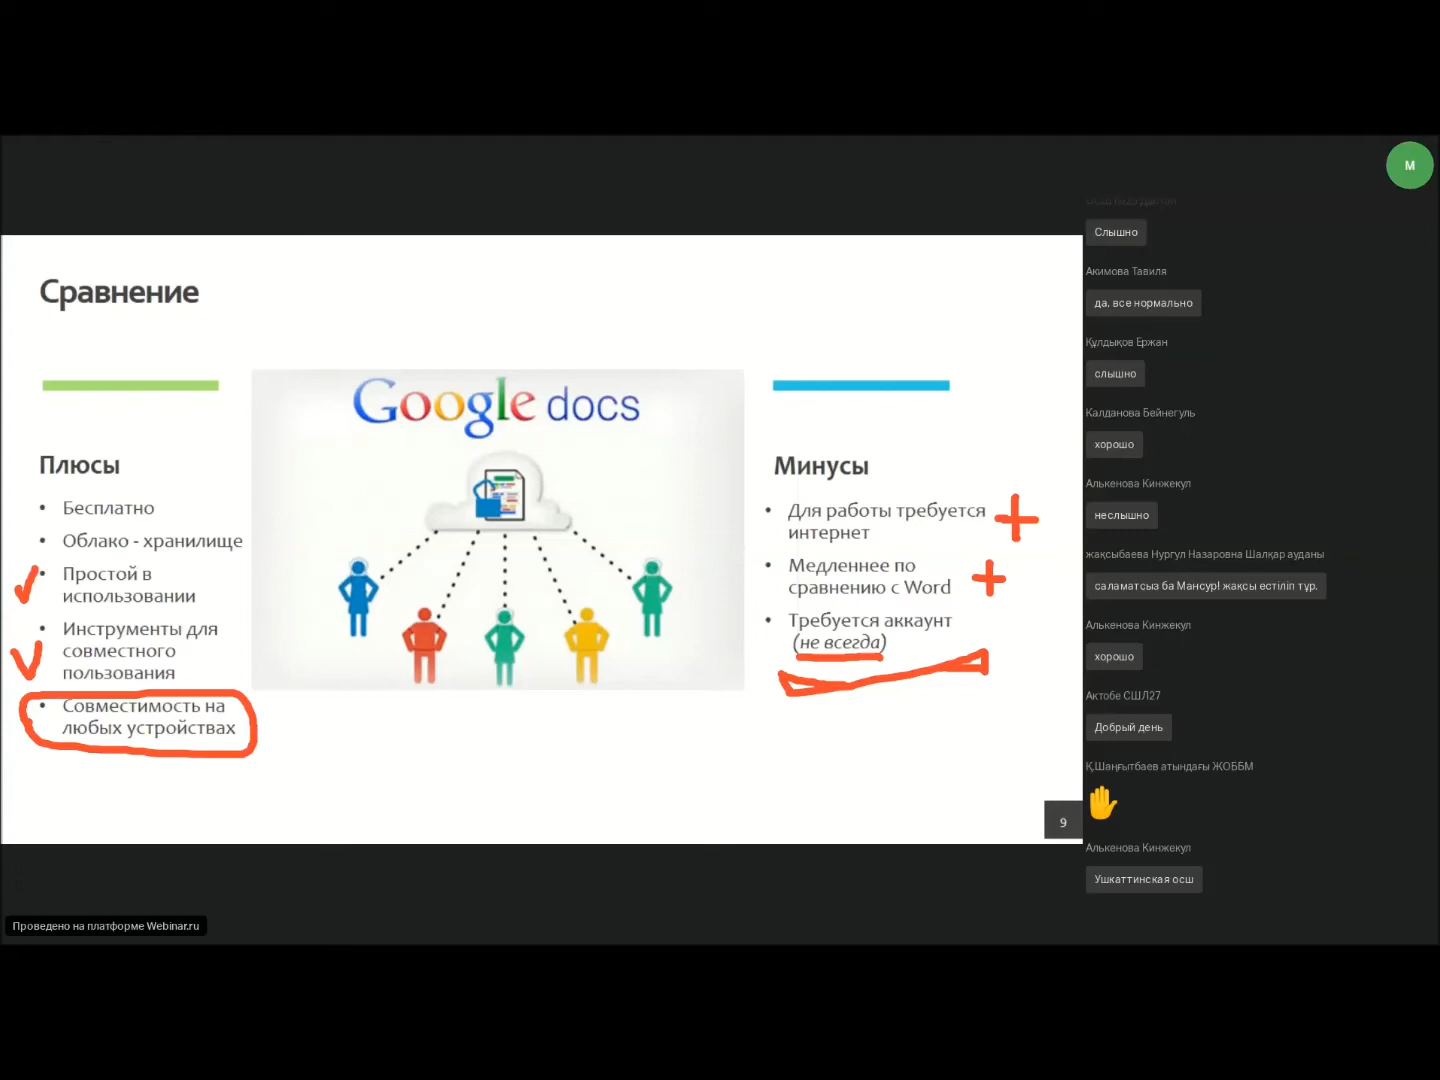 М
Слышно
Акимова Тавиля
да, все нормально
Құлдықов Ержан
слышно
Калданова Бейнегуль
хорошо
Алькенова Кинжекул
неслышно
жақсыбаева Нургул Назаровна Шалқар ауданы
саламатсыз ба Мансур! жақсы естіліп тұр.
Алькенова Кинжекул
хорошо
Актобе СШЛ27
Добрый день
Қ.Шаңғытбаев атындағы ЖОББМ
Алькенова Кинжекул
Ушкаттинская осш
Сравнение
Google docs
Плюсы
• Бесплатно
• Облако - хранилище
• Простой в
использовании
• Инструменты для
совместного
пользования
• Совместимость на
любых устройствах
Минусы
• Для работы требуется
интернет
• Медленнее по
сравнению с Word
• Требуется аккаунт
(не всегда)
9
Проведено на платформе Webinar.ru